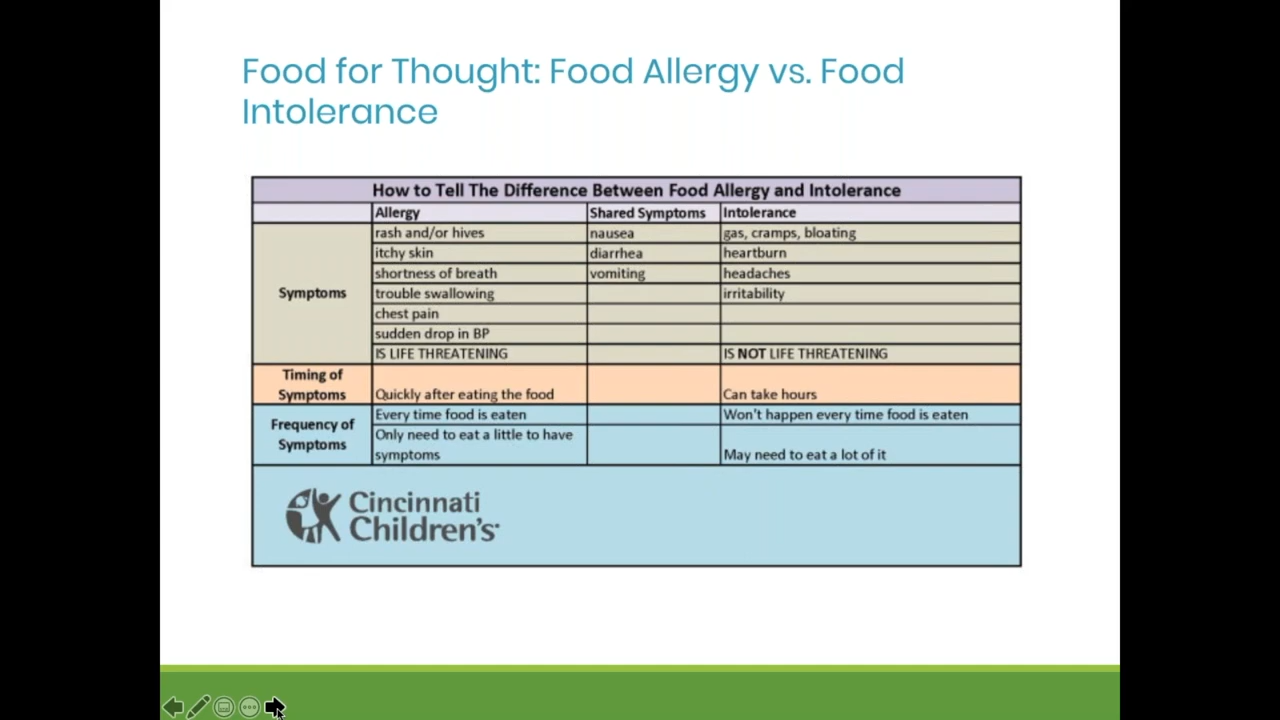 Food for Thought: Food Allergy vs. Food
Intolerance
How to Tell The Difference Between Food Allergy and Intolerance
Allergy Shared Symptoms Intolerance
Symptoms
rash and/or hives nausea gas, cramps, bloating
itchy skin diarrhea heartburn
shortness of breath vomiting headaches
trouble swallowing irritability
chest pain
sudden drop in BP
IS LIFE THREATENING IS NOT LIFE THREATENING
Timing of
Symptoms
Quickly after eating the food Can take hours
Frequency of
Symptoms
Every time food is eaten Won't happen every time food is eaten
Only need to eat a little to have
symptoms May need to eat a lot of it
Cincinnati
Children's